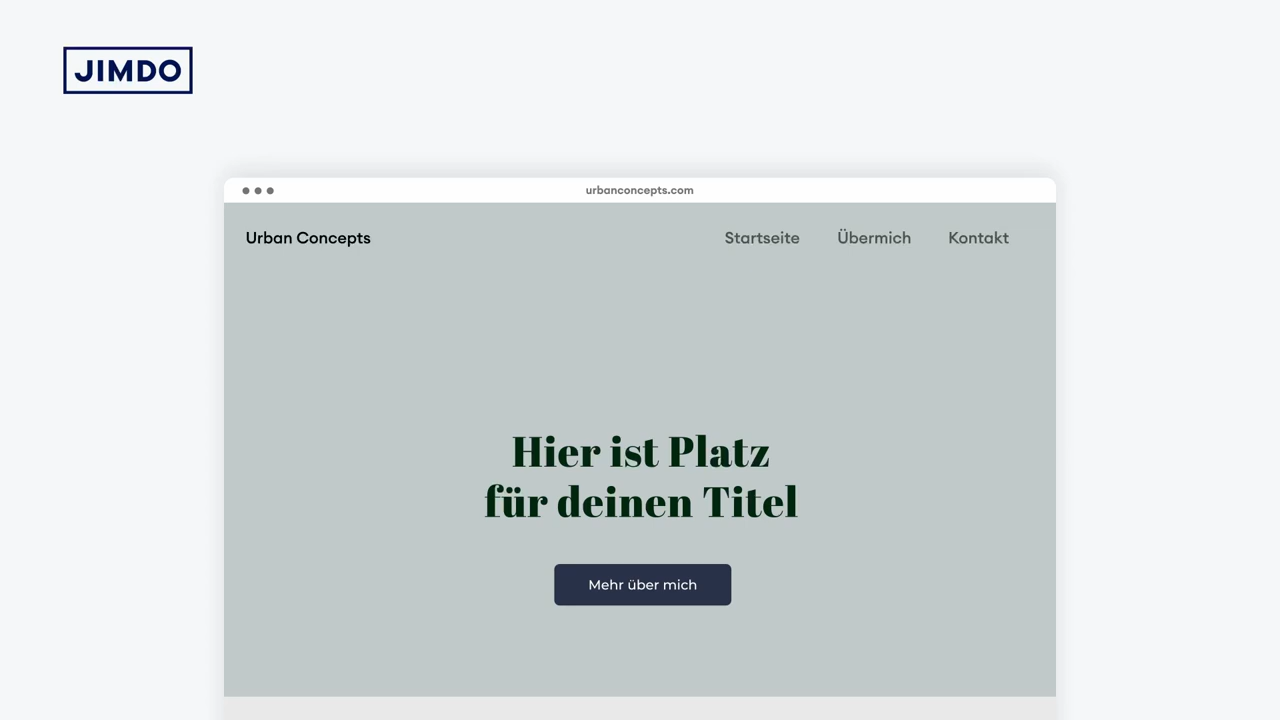 JIMDO
urbanconcepts.com
Urban Concepts Startseite Übermich Kontakt
Hier ist Platz
für deinen Titel
Mehr über mich